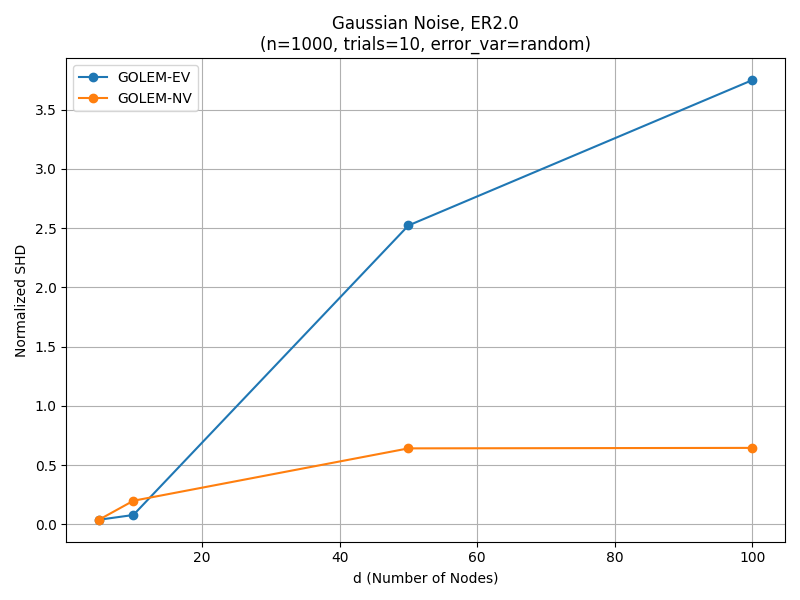 Gaussian Noise, ER2.0
(n=1000, trials=10, error_var=random)
GOLEM-EV
GOLEM-NV
Normalized SHD
3.5
3.0
2.5
2.0
1.5
1.0
0.5
0.0
20 40 60 80 100
d (Number of Nodes)